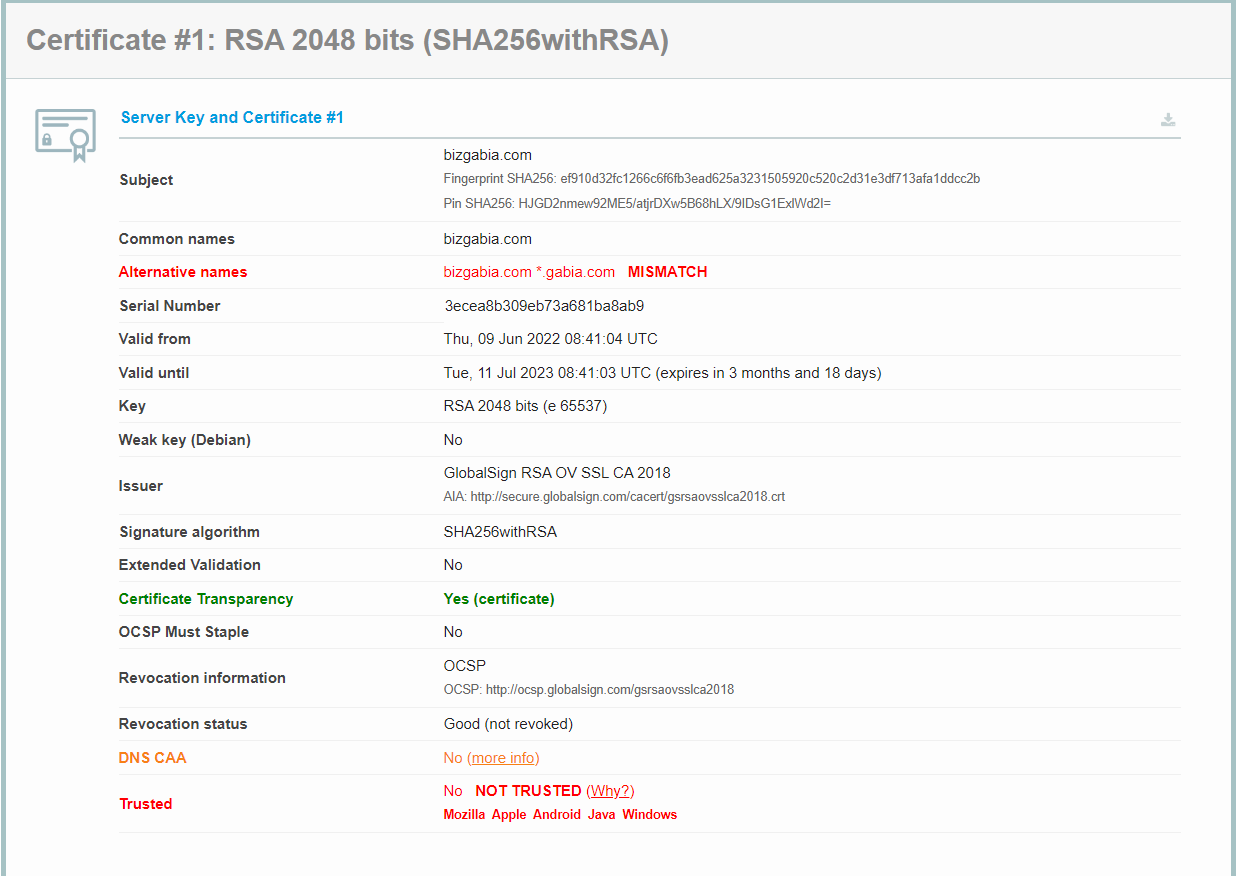 Certificate #1: RSA 2048 bits (SHA256withRSA)
Server Key and Certificate #1
Subject
bizgabia.com
Fingerprint SHA256: ef910d32fc1266c6f6fb3ead625a3231505920c520c2d31e3df713afa1ddcc2b
Pin SHA256: HJGD2nmew92ME5/atjrDXw5B68hLX/9IDsG1ExlWd2I=
Common names bizgabia.com
Alternative names bizgabia.com *.gabia.com MISMATCH
Serial Number 3ecea8b309eb73a681ba8ab9
Valid from Thu, 09 Jun 2022 08:41:04 UTC
Valid until Tue, 11 Jul 2023 08:41:03 UTC (expires in 3 months and 18 days)
Key RSA 2048 bits (e 65537)
Weak key (Debian) No
Issuer
GlobalSign RSA OV SSL CA 2018
AIA: http://secure.globalsign.com/cacert/gsrsaovsslca2018.crt
Signature algorithm SHA256withRSA
Extended Validation No
Certificate Transparency Yes (certificate)
OCSP Must Staple No
Revocation information
OCSP
OCSP: http://ocsp.globalsign.com/gsrsaovsslca2018
Revocation status Good (not revoked)
DNS CAA No (more info)
Trusted
No NOT TRUSTED (Why?)
Mozilla Apple Android Java Windows